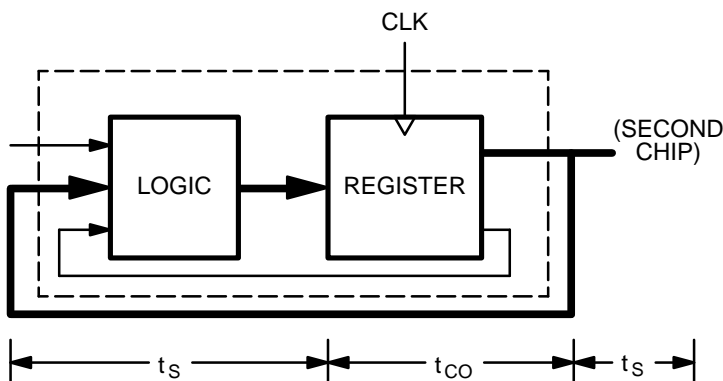 CLK
(SECOND
CHIP)
LOGIC
REGISTER
tS
tCO
tS